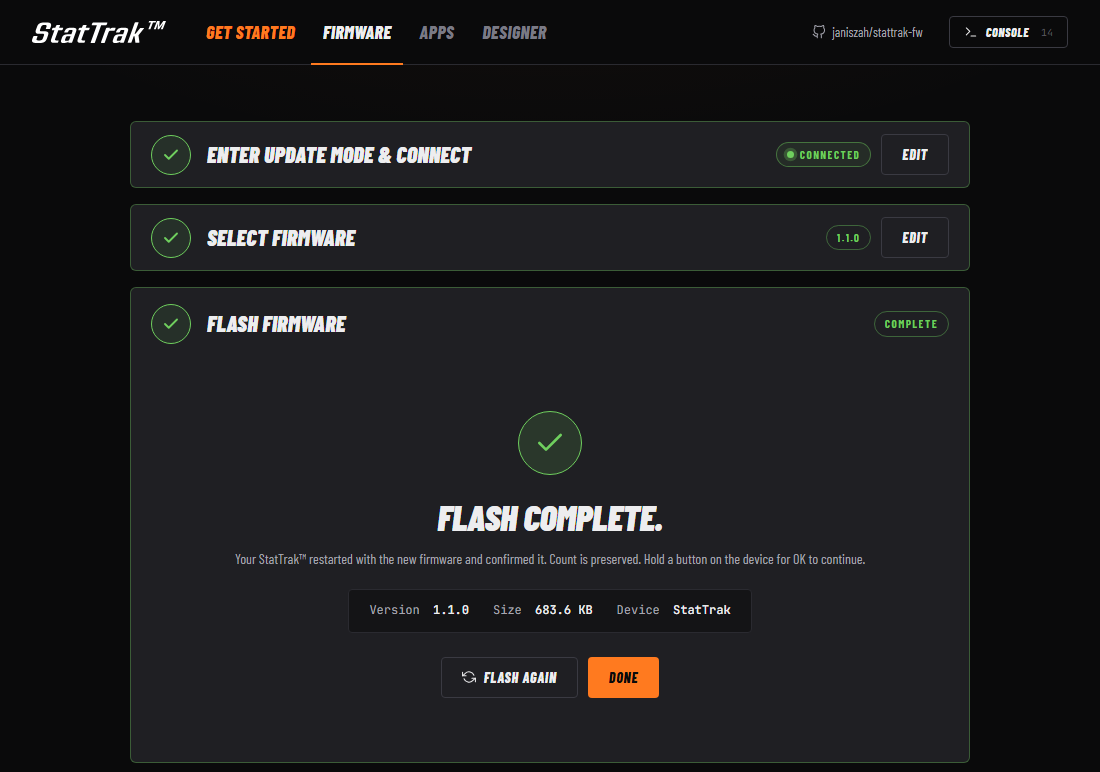 StatTrak™
GET STARTED
FIRMWARE
APPS
DESIGNER
janiszah/stattrak-fw
CONSOLE 14
ENTER UPDATE MODE & CONNECT
CONNECTED
EDIT
SELECT FIRMWARE
1.1.0
EDIT
FLASH FIRMWARE
COMPLETE
FLASH COMPLETE.
Your StatTrak™ restarted with the new firmware and confirmed it. Count is preserved. Hold a button on the device for OK to continue.
Version 1.1.0 Size 683.6 KB Device StatTrak
FLASH AGAIN
DONE